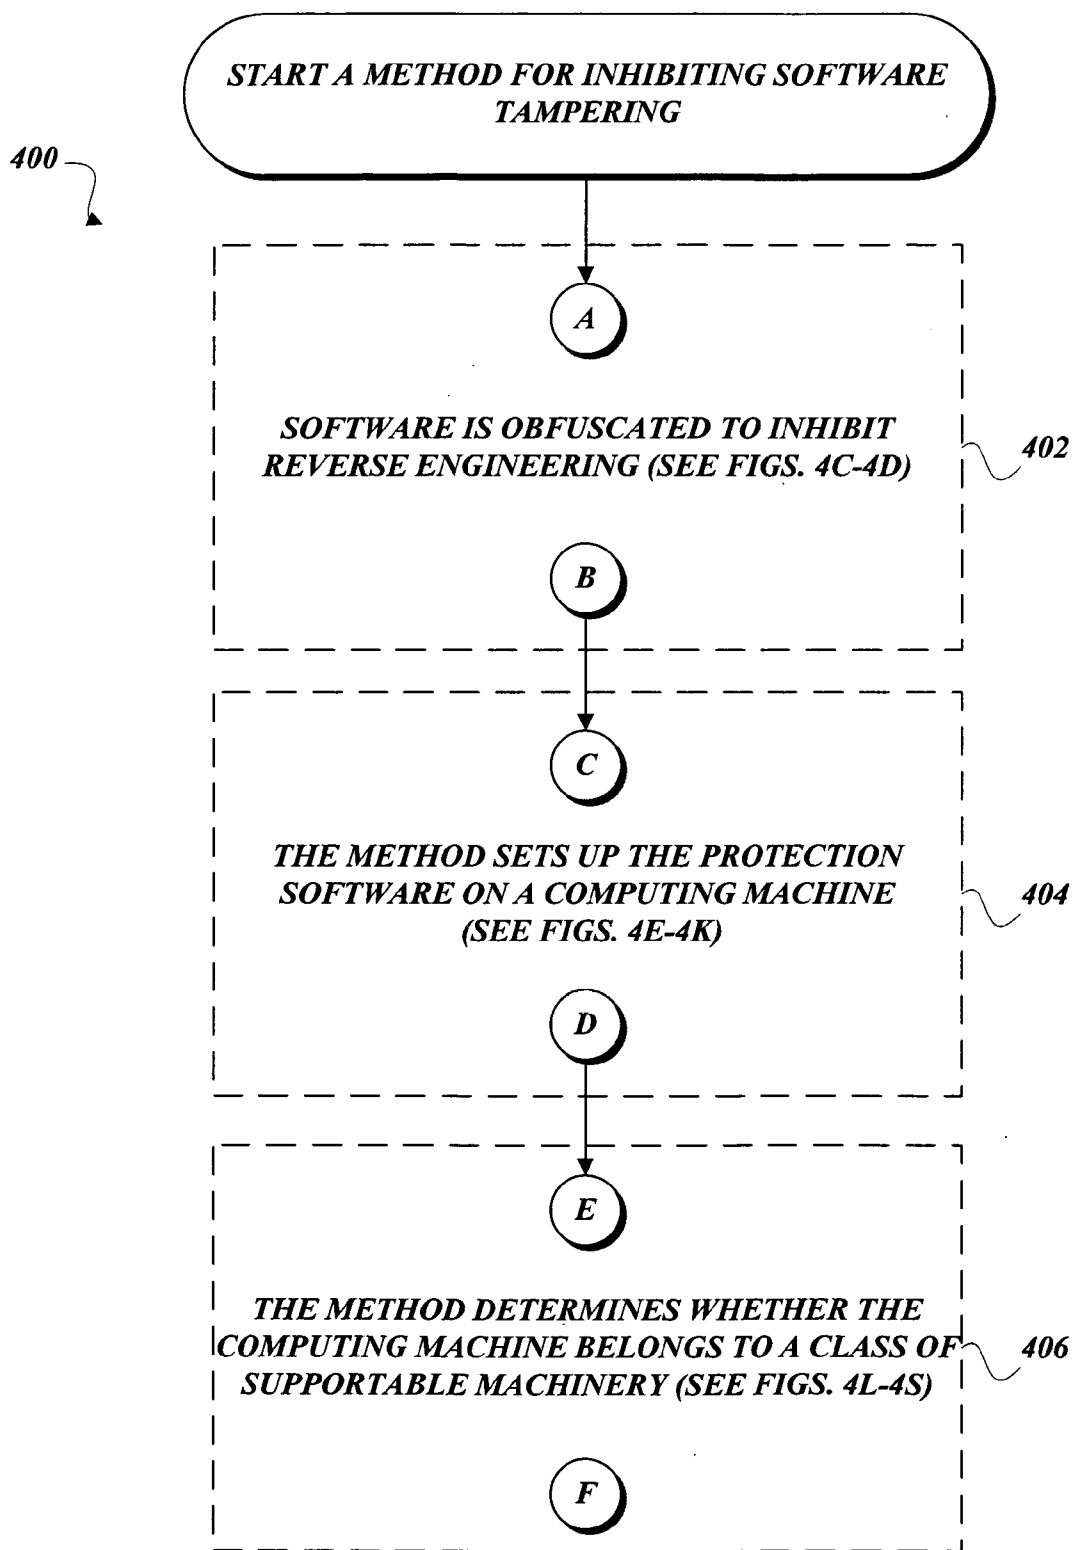 START A METHOD FOR INHIBITING SOFTWARE
TAMPERING
400
A
SOFTWARE IS OBFUSCATED TO INHIBIT
REVERSE ENGINEERING (SEE FIGS. 4C-4D)
402
B
C
THE METHOD SETS UP THE PROTECTION
SOFTWARE ON A COMPUTING MACHINE
(SEE FIGS. 4E-4K)
404
D
E
THE METHOD DETERMINES WHETHER THE
COMPUTING MACHINE BELONGS TO A CLASS OF
SUPPORTABLE MACHINERY (SEE FIGS. 4L-4S)
406
F